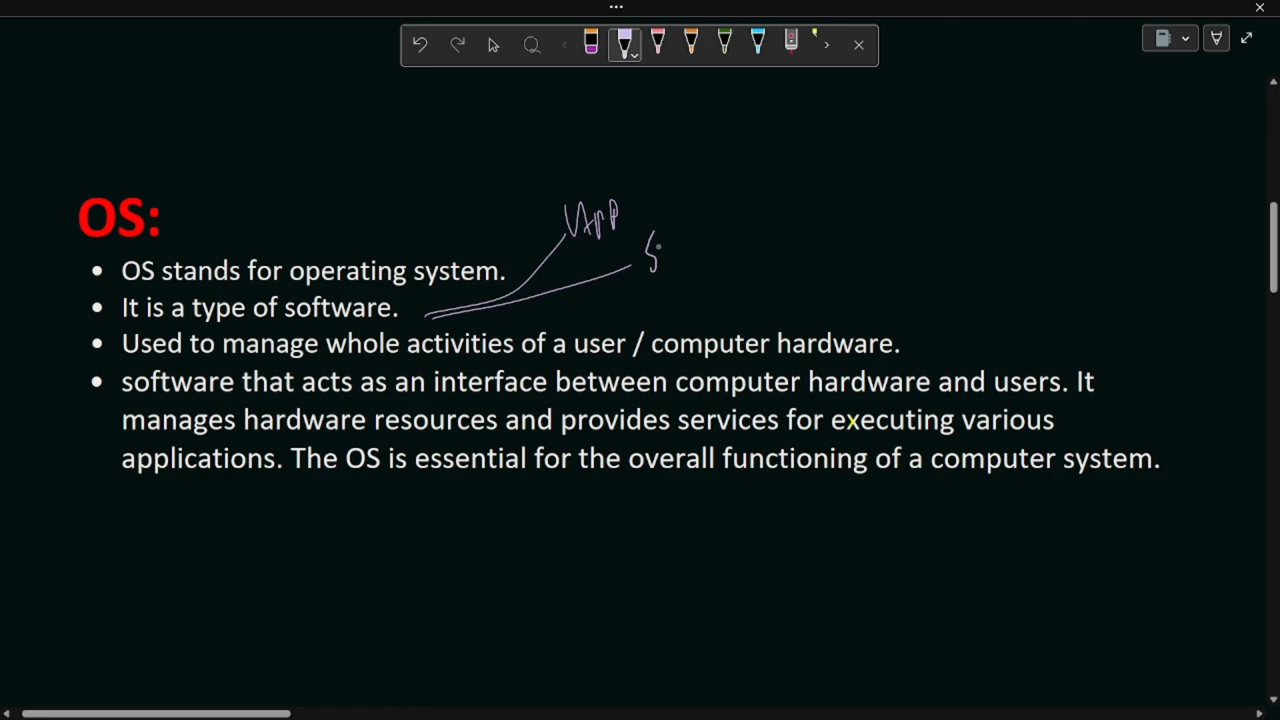 OS:
App
S
• OS stands for operating system.
• It is a type of software.
• Used to manage whole activities of a user / computer hardware.
• software that acts as an interface between computer hardware and users. It
manages hardware resources and provides services for executing various
applications. The OS is essential for the overall functioning of a computer system.